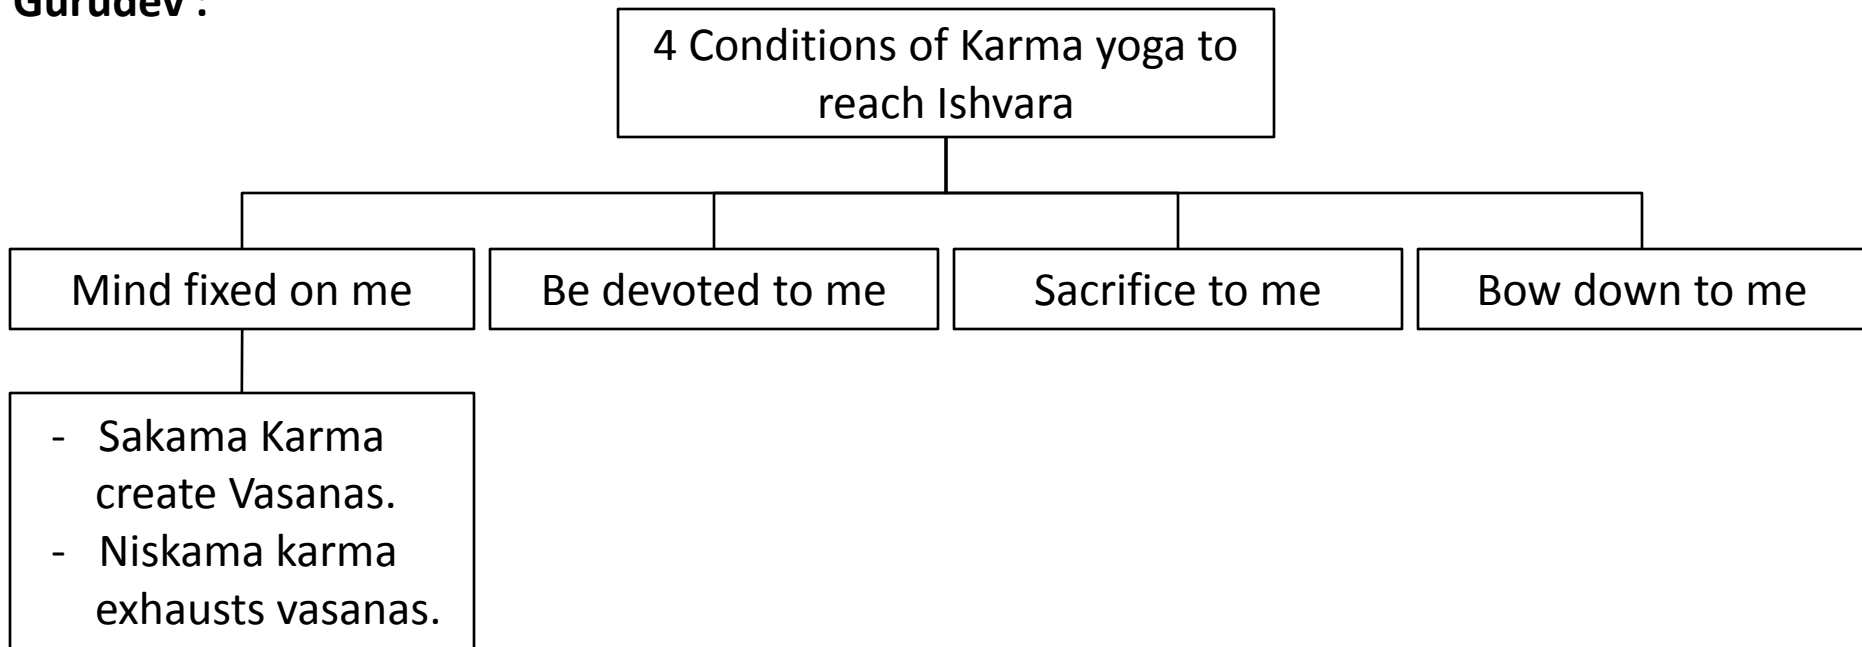 Gurudev :
4 Conditions of Karma yoga to
reach Ishvara
Mind fixed on me
Be devoted to me
Sacrifice to me
Bow down to me
- Sakama Karma
create Vasanas.
- Niskama karma
exhausts vasanas.